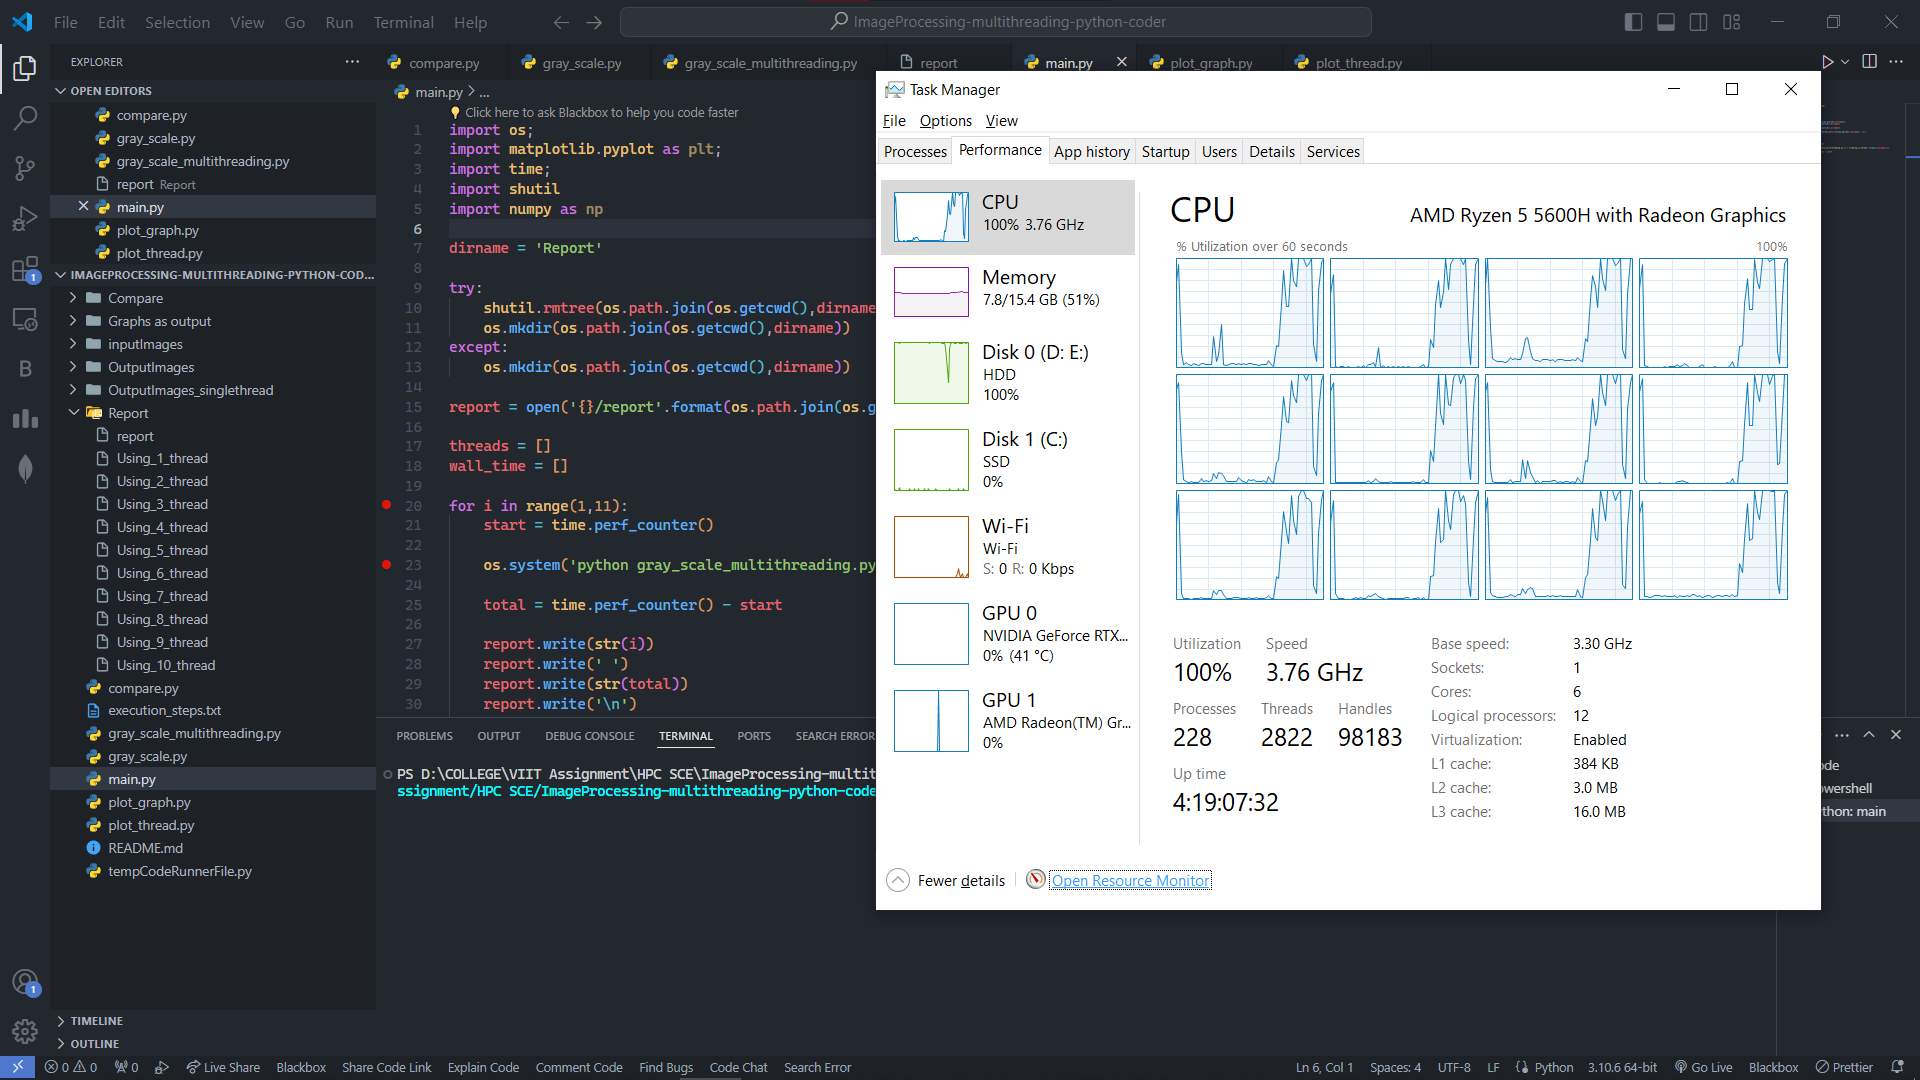 File Edit Selection View Go Run Terminal Help
ImageProcessing-multithreading-python-coder
EXPLORER
OPEN EDITORS
compare.py
gray_scale.py
gray_scale_multithreading.py
report Report
main.py
plot_graph.py
plot_thread.py
IMAGEPROCESSING-MULTITHREADING-PYTHON-COD...
Compare
Graphs as output
inputImages
OutputImages
OutputImages_singlethread
Report
report
Using_1_thread
Using_2_thread
Using_3_thread
Using_4_thread
Using_5_thread
Using_6_thread
Using_7_thread
Using_8_thread
Using_9_thread
Using_10_thread
compare.py
execution_steps.txt
gray_scale_multithreading.py
gray_scale.py
main.py
plot_graph.py
plot_thread.py
README.md
tempCodeRunnerFile.py
TIMELINE
OUTLINE
compare.py gray_scale.py gray_scale_multithreading.py report main.py plot_graph.py plot_thread.py
main.py > ...
Click here to ask Blackbox to help you code faster
1 import os;
2 import matplotlib.pyplot as plt;
3 import time;
4 import shutil
5 import numpy as np
6
7 dirname = 'Report'
8
9 try:
10 shutil.rmtree(os.path.join(os.getcwd(),dirname
11 os.mkdir(os.path.join(os.getcwd(),dirname))
12 except:
13 os.mkdir(os.path.join(os.getcwd(),dirname))
14
15 report = open('{}/report'.format(os.path.join(os.g
16
17 threads = []
18 wall_time = []
19
20 for i in range(1,11):
21 start = time.perf_counter()
22
23 os.system('python gray_scale_multithreading.py
24
25 total = time.perf_counter() - start
26
27 report.write(str(i))
28 report.write(' ')
29 report.write(str(total))
30 report.write('\n')
PROBLEMS OUTPUT DEBUG CONSOLE TERMINAL PORTS SEARCH ERROR
PS D:\COLLEGE\VIIT Assignment\HPC SCE\ImageProcessing-multit
ssignment/HPC SCE/ImageProcessing-multithreading-python-code
ode
owershell
thon: main
Task Manager
File Options View
Processes Performance App history Startup Users Details Services
CPU
100% 3.76 GHz
Memory
7.8/15.4 GB (51%)
Disk 0 (D: E:)
HDD
100%
Disk 1 (C:)
SSD
0%
Wi-Fi
Wi-Fi
S: 0 R: 0 Kbps
GPU 0
NVIDIA GeForce RTX...
0% (41 °C)
GPU 1
AMD Radeon(TM) Gr...
0%
CPU AMD Ryzen 5 5600H with Radeon Graphics
% Utilization over 60 seconds 100%
Utilization Speed
100% 3.76 GHz
Processes Threads Handles
228 2822 98183
Up time
4:19:07:32
Base speed: 3.30 GHz
Sockets: 1
Cores: 6
Logical processors: 12
Virtualization: Enabled
L1 cache: 384 KB
L2 cache: 3.0 MB
L3 cache: 16.0 MB
Fewer details Open Resource Monitor
0 0 0 Live Share Blackbox Share Code Link Explain Code Comment Code Find Bugs Code Chat Search Error Ln 6, Col 1 Spaces: 4 UTF-8 LF Python 3.10.6 64-bit Go Live Blackbox Prettier